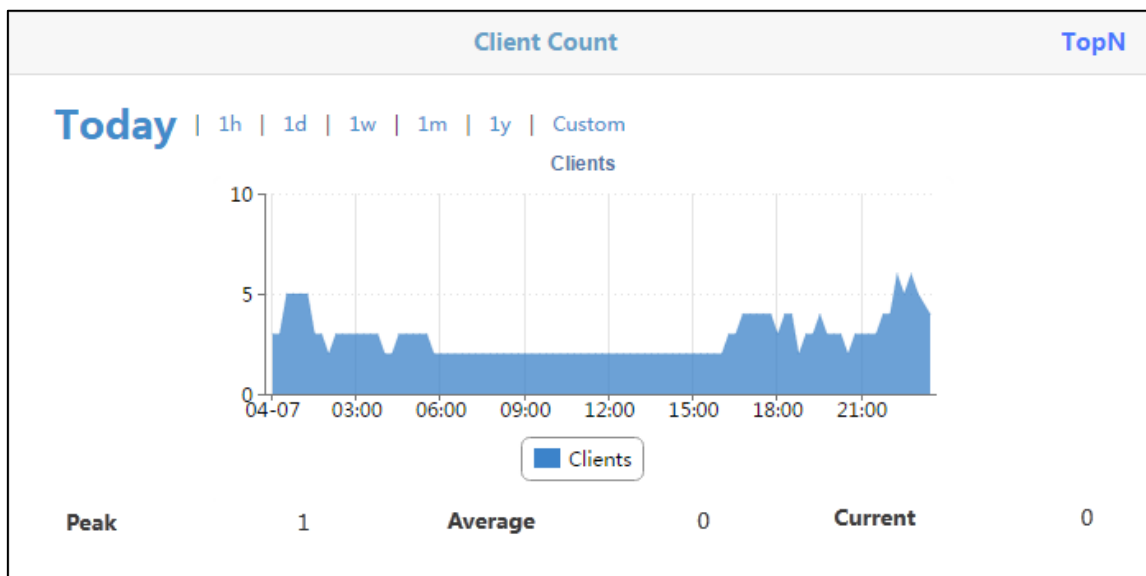 Client Count TopN
Today | 1h | 1d | 1w | 1m | 1y | Custom
Clients
10
5
0
04-07 03:00 06:00 09:00 12:00 15:00 18:00 21:00
Clients
Peak 1 Average 0 Current 0